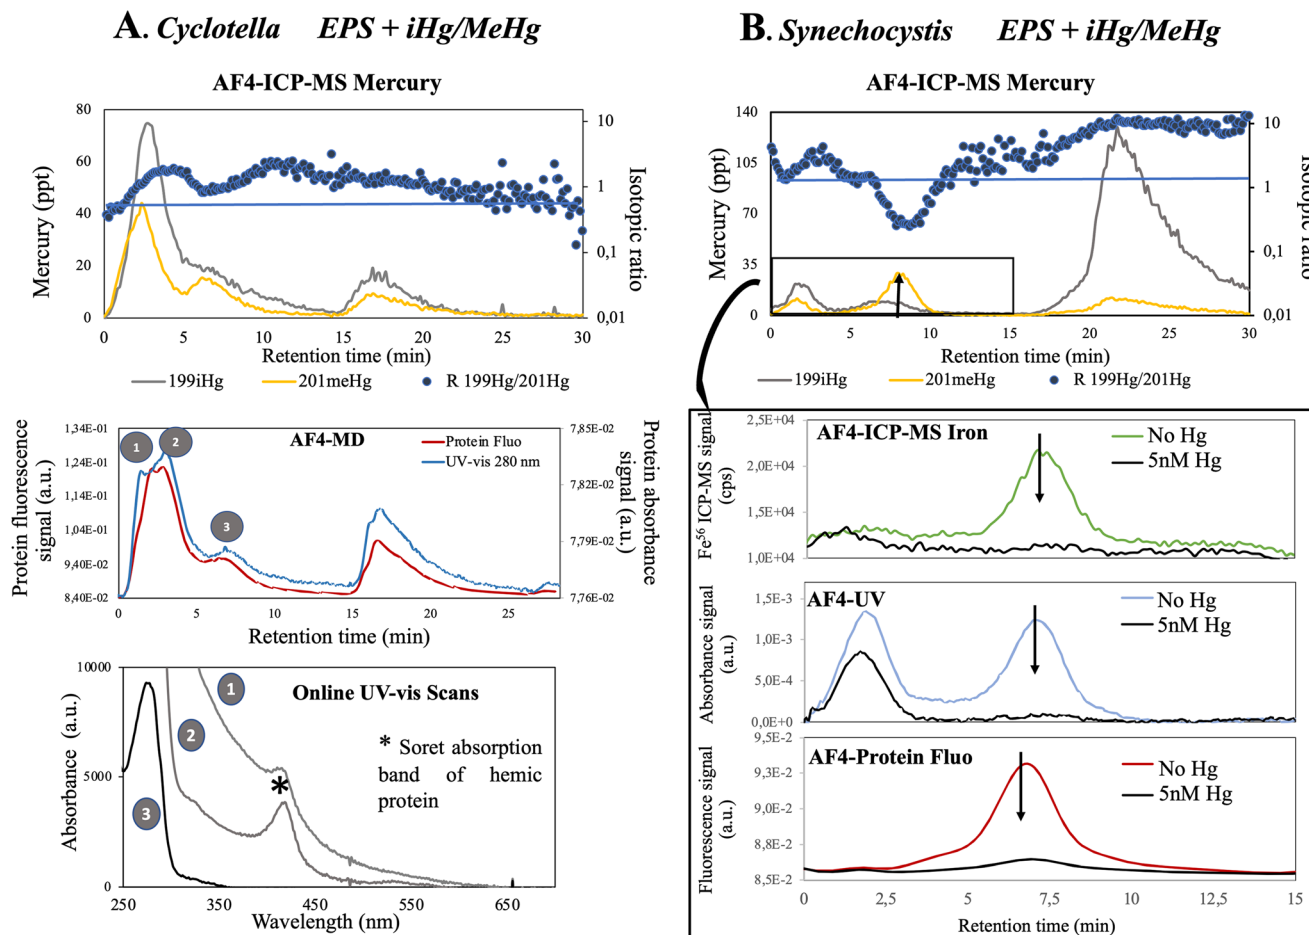 A. Cyclotella EPS + iHg/MeHg
AF4-ICP-MS Mercury
80
60
40
20
0
Mercury (ppt)
10
1
0,1
0,01
Isotopic ratio
0 5 10 15 20 25 30
Retention time (min)
199iHg 201meHg R 199Hg/201Hg
AF4-MD
Protein Fluo
UV-vis 280 nm
1
2
3
1,34E-01
1,24E-01
1,14E-01
1,04E-01
9,40E-02
8,40E-02
Protein fluorescence
signal (a.u.)
7,85E-02
7,82E-02
7,79E-02
7,76E-02
Protein absorbance
signal (a.u.)
0 5 10 15 20 25
Retention time (min)
Online UV-vis Scans
1
2
3
*
* Soret absorption
band of hemic
protein
10000
5000
0
Absorbance (a.u.)
250 350 450 550 650
Wavelength (nm)
B. Synechocystis EPS + iHg/MeHg
AF4-ICP-MS Mercury
140
105
70
35
0
Mercury (ppt)
10
1
0,1
0,01
Isotopic ratio
0 5 10 15 20 25 30
Retention time (min)
199iHg 201meHg R 199Hg/201Hg
AF4-ICP-MS Iron
No Hg
5nM Hg
2,5E+04
2,0E+04
1,5E+04
1,0E+04
Fe56 ICP-MS signal
(cps)
AF4-UV
No Hg
5nM Hg
1,5E-3
1,0E-3
5,0E-4
0,0E+0
Absorbance signal
(a.u.)
AF4-Protein Fluo
No Hg
5nM Hg
9,5E-2
9,3E-2
9,0E-2
8,8E-2
8,5E-2
Fluorescence signal
(a.u.)
0 2,5 5 7,5 10 12,5 15
Retention time (min)